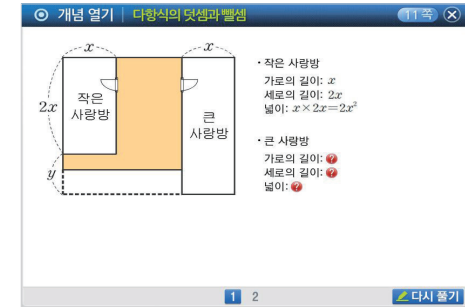 개념 열기 다항식의 덧셈과 뺄셈 11쪽
x
x
2x
작은
사랑방
큰
사랑방
y
• 작은 사랑방
가로의 길이: x
세로의 길이: 2x
넓이: x×2x=2x²
• 큰 사랑방
가로의 길이: ?
세로의 길이: ?
넓이: ?
1 2 다시 풀기